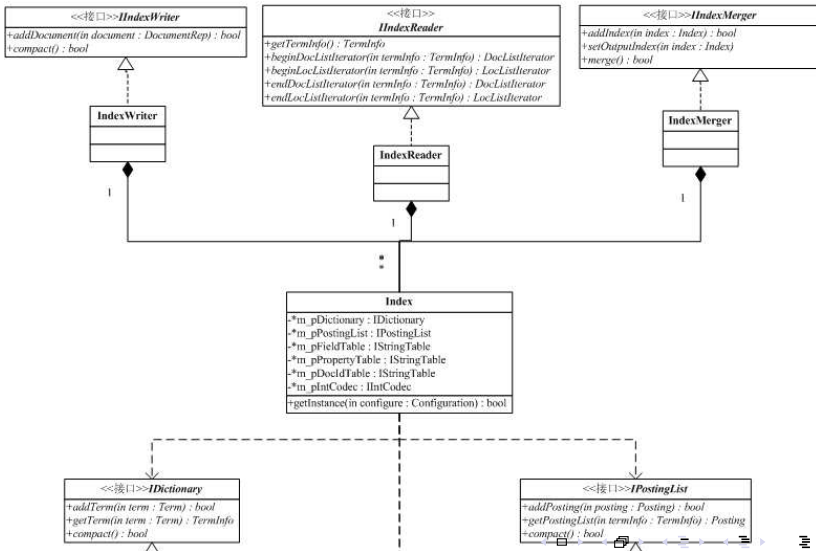 <<接口>>IIndexWriter
+addDocument(in document : DocumentRep) : bool
+compact() : bool
<<接口>>
IIndexReader
+getTermInfo() : TermInfo
+beginDocListIterator(in termInfo : TermInfo) : DocListIterator
+beginLocListIterator(in termInfo : TermInfo) : LocListIterator
+endDocListIterator(in termInfo : TermInfo) : DocListIterator
+endLocListIterator(in termInfo : TermInfo) : LocListIterator
<<接口>>IIndexMerger
+addIndex(in index : Index) : bool
+setOutputIndex(in index : Index)
+merge() : bool
IndexWriter
IndexReader
IndexMerger
1
1
1
*
*
Index
-*m_pDictionary : IDictionary
-*m_pPostingList : IPostingList
-*m_pFieldTable : IStringTable
-*m_pPropertyTable : IStringTable
-*m_pDocIdTable : IStringTable
-*m_pIntCodec : IIntCodec
+getInstance(in configure : Configuration) : bool
<<接口>>IDictionary
+addTerm(in term : Term) : bool
+getTerm(in term : Term) : TermInfo
+compact() : bool
<<接口>>IPostingList
+addPosting(in posting : Posting) : bool
+getPostingList(in termInfo : TermInfo) : Posting
+compact() : bool